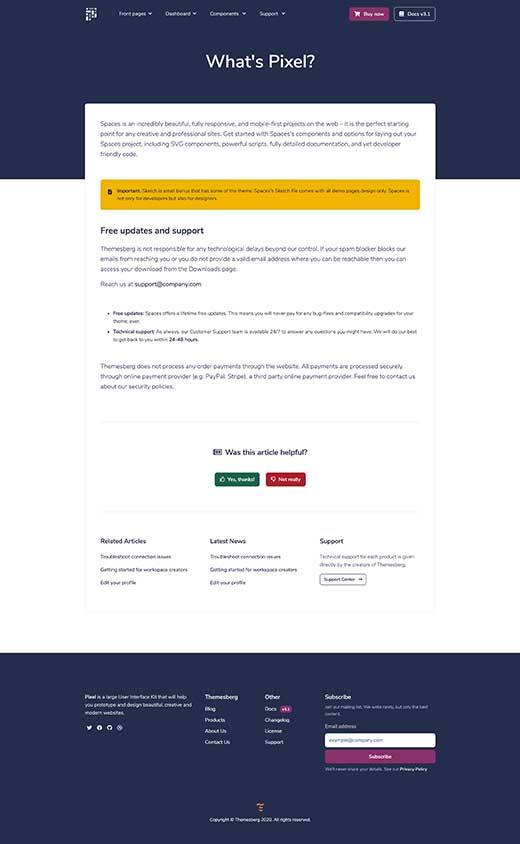 Front pages Dashboard Components Support Buy now Docs v3.1
What's Pixel?
Spaces is an incredibly beautiful, fully responsive, and mobile-first projects on the web – it is the perfect starting
point for any creative and professional sites. Get started with Spaces's components and options for laying out your
Spaces project, including SVG components, powerful scripts, fully detailed documentation, and yet developer
friendly code.
Important: Sketch is small bonus that has some of the theme. Spaces's Sketch file comes with all demo pages design only. Spaces is
not only for developers but also for designers.
Free updates and support
Themesberg is not responsible for any technological delays beyond our control. If your spam blocker blocks our
emails from reaching you or you do not provide a valid email address where you can be reachable then you can
access your download from the Downloads page.
Reach us at support@company.com
Free updates: Spaces offers a lifetime free updates. This means you will never pay for any bug-fixes and compatibility upgrades for your
theme, ever.
Technical support: As always, our Customer Support team is available 24/7 to answer any questions you might have. We will do our best
to get back to you within 24-48 hours.
Themesberg does not process any order payments through the website. All payments are processed securely
through online payment provider (e.g. PayPal, Stripe), a third party online payment provider. Feel free to contact us
about our security policies.
Was this article helpful?
Yes, thanks! Not really
Related Articles
Troubleshoot connection issues
Getting started for workspace creators
Edit your profile
Latest News
Troubleshoot connection issues
Getting started for workspace creators
Edit your profile
Support
Technical support for each product is given
directly by the creators of Themesberg.
Support Center
Pixel is a large User Interface Kit that will help
you prototype and design beautiful, creative and
modern websites.
Themesberg
Blog
Products
About Us
Contact Us
Other
Docs v3.1
Changelog
License
Support
Subscribe
Join our mailing list. We write rarely, but only the best
content.
Email address
example@company.com
Subscribe
We'll never share your details. See our Privacy Policy
Copyright © Themesberg 2020. All rights reserved.